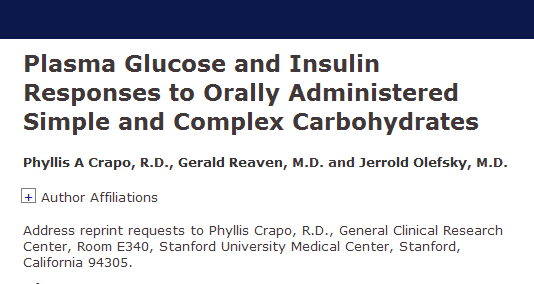 Plasma Glucose and Insulin
Responses to Orally Administered
Simple and Complex Carbohydrates
Phyllis A Crapo, R.D., Gerald Reaven, M.D. and Jerrold Olefsky, M.D.
+ Author Affiliations
Address reprint requests to Phyllis Crapo, R.D., General Clinical Research
Center, Room E340, Stanford University Medical Center, Stanford,
California 94305.